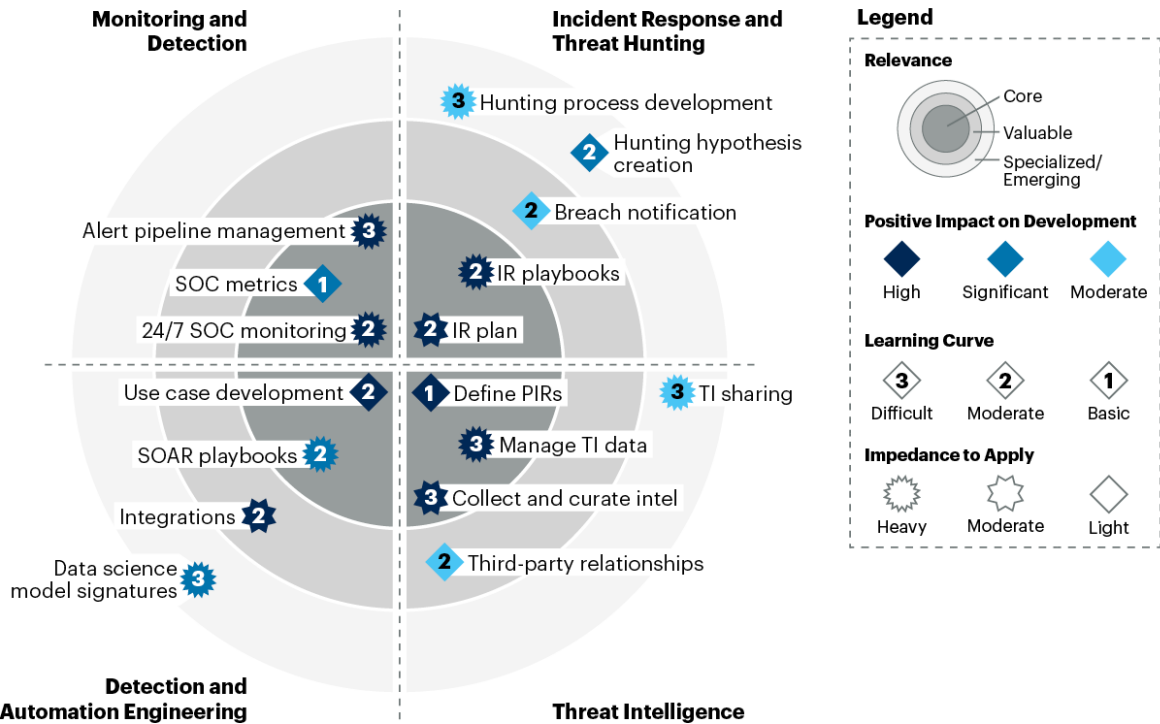 Monitoring and
Detection
Incident Response and
Threat Hunting
3 Hunting process development
2 Hunting hypothesis
creation
2 Breach notification
Alert pipeline management 3
2 IR playbooks
SOC metrics 1
24/7 SOC monitoring 2
2 IR plan
Use case development 2
1 Define PIRs
3 TI sharing
SOAR playbooks 2
3 Manage TI data
3 Collect and curate intel
Integrations 2
2 Third-party relationships
Data science
model signatures 3
Detection and
Automation Engineering
Threat Intelligence
Legend
Relevance
Core
Valuable
Specialized/
Emerging
Positive Impact on Development
High Significant Moderate
Learning Curve
3 2 1
Difficult Moderate Basic
Impedance to Apply
Heavy Moderate Light